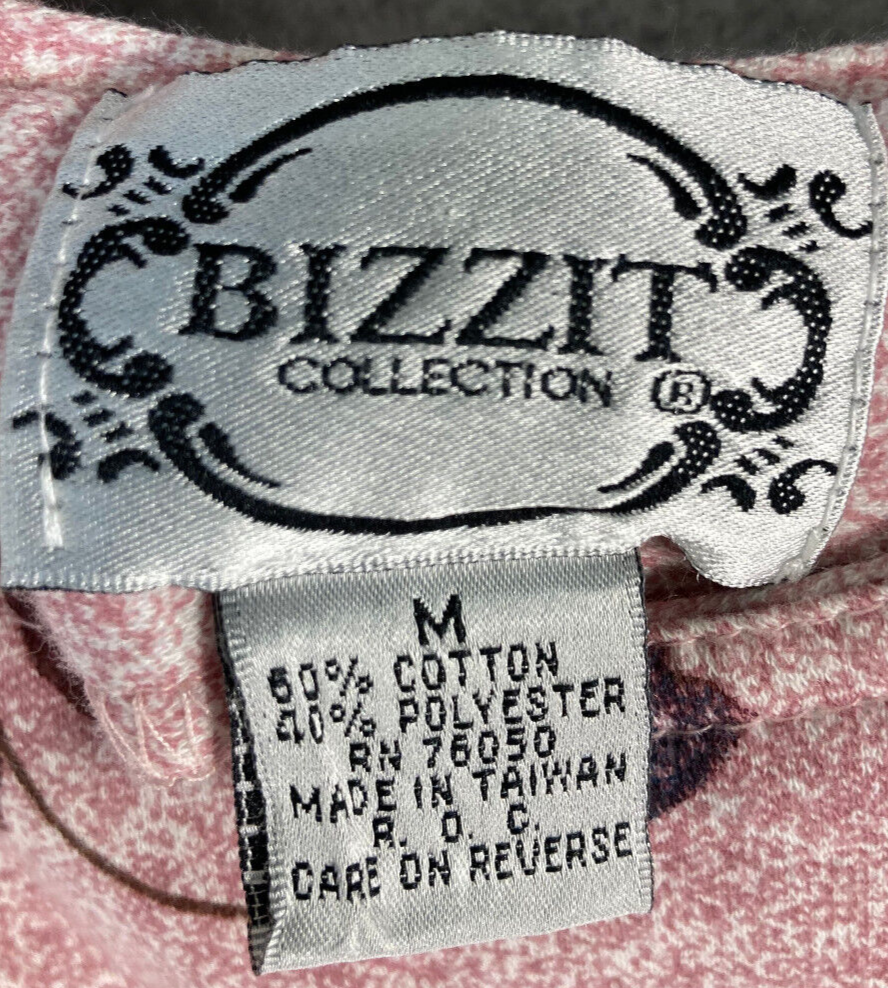 BIZZIT
COLLECTION ®
M
60% COTTON
40% POLYESTER
RN 76050
MADE IN TAIWAN
R. O. C.
CARE ON REVERSE